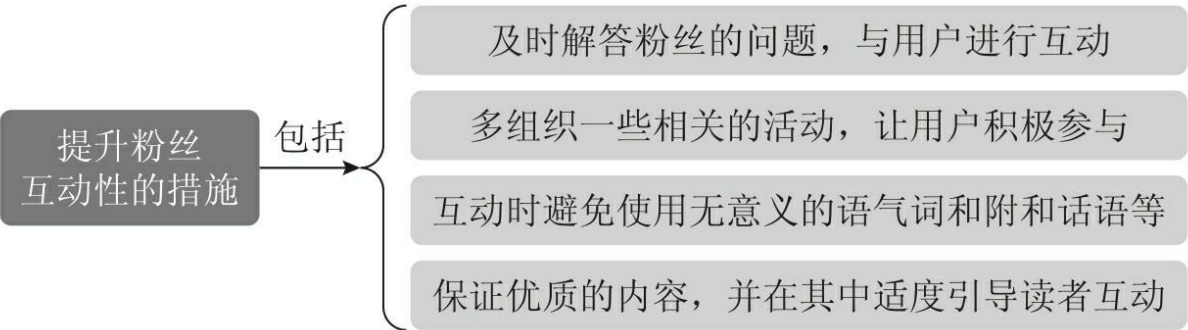 提升粉丝
互动性的措施
包括
及时解答粉丝的问题，与用户进行互动
多组织一些相关的活动，让用户积极参与
互动时避免使用无意义的语气词和附和话语等
保证优质的内容，并在其中适度引导读者互动